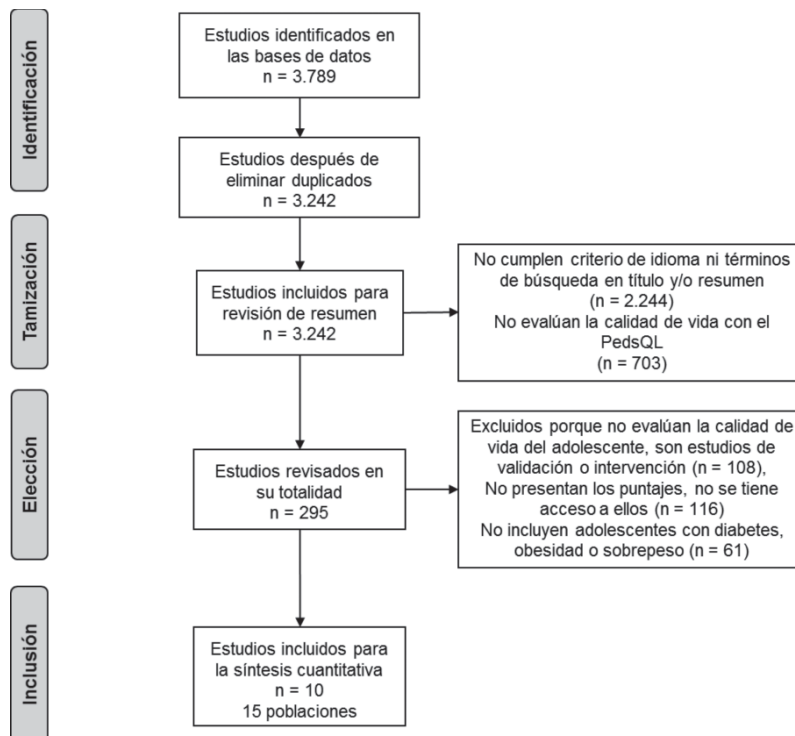 Identificación
Estudios identificados en
las bases de datos
n = 3.789
Estudios después de
eliminar duplicados
n = 3.242
Tamización
Estudios incluidos para
revisión de resumen
n = 3.242
No cumplen criterio de idioma ni términos
de búsqueda en título y/o resumen
(n = 2.244)
No evalúan la calidad de vida con el
PedsQL
(n = 703)
Elección
Estudios revisados en
su totalidad
n = 295
Excluidos porque no evalúan la calidad de
vida del adolescente, son estudios de
validación o intervención (n = 108),
No presentan los puntajes, no se tiene
acceso a ellos (n = 116)
No incluyen adolescentes con diabetes,
obesidad o sobrepeso (n = 61)
Inclusión
Estudios incluidos para
la síntesis cuantitativa
n = 10
15 poblaciones